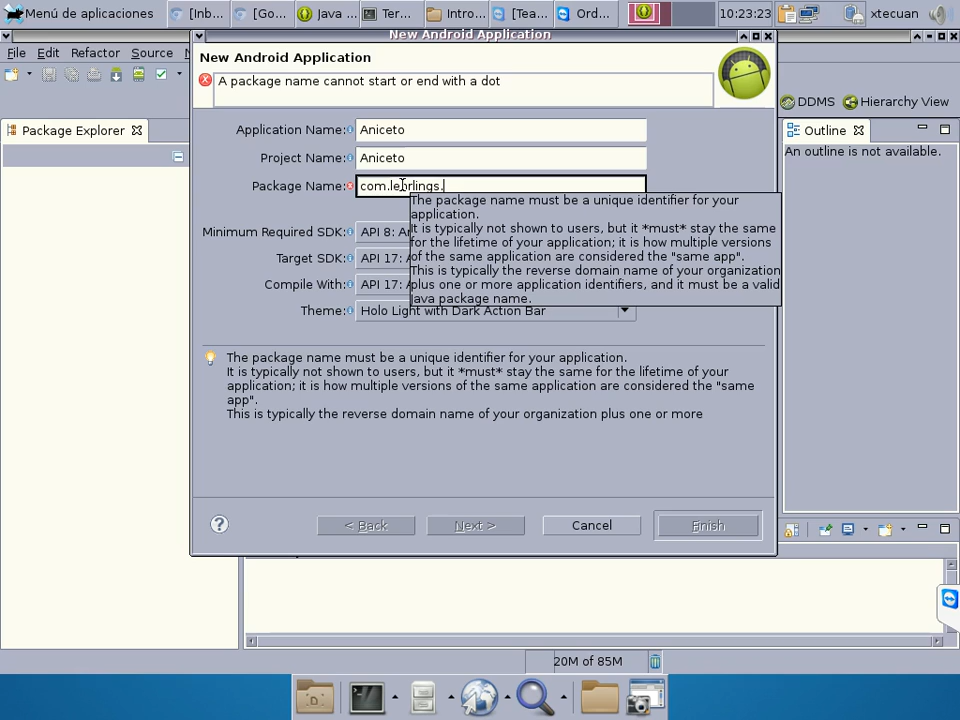 Menú de aplicaciones
[Inb...
[Go...
Java ...
Ter...
Intro...
[Tea...
Ord...
10:23:23
xtecuan
New Android Application
File Edit Refactor Source
New Android Application
A package name cannot start or end with a dot
DDMS
Hierarchy View
Package Explorer
Outline
An outline is not available.
Application Name:
Aniceto
Project Name:
Aniceto
Package Name:
The package name must be a unique identifier for your
application.
It is typically not shown to users, but it *must* stay the same
for the lifetime of your application; it is how multiple versions
of the same application are considered the "same app".
This is typically the reverse domain name of your organization
plus one or more application identifiers, and it must be a valid
Java package name.
Minimum Required SDK:
API 8:
Target SDK:
API 17:
Compile With:
API 17:
Theme:
Holo Light with Dark Action Bar
The package name must be a unique identifier for your application.
It is typically not shown to users, but it *must* stay the same for the lifetime of your
application; it is how multiple versions of the same application are considered the "same
app".
This is typically the reverse domain name of your organization plus one or more
?
< Back
Next >
Cancel
Finish
20M of 85M